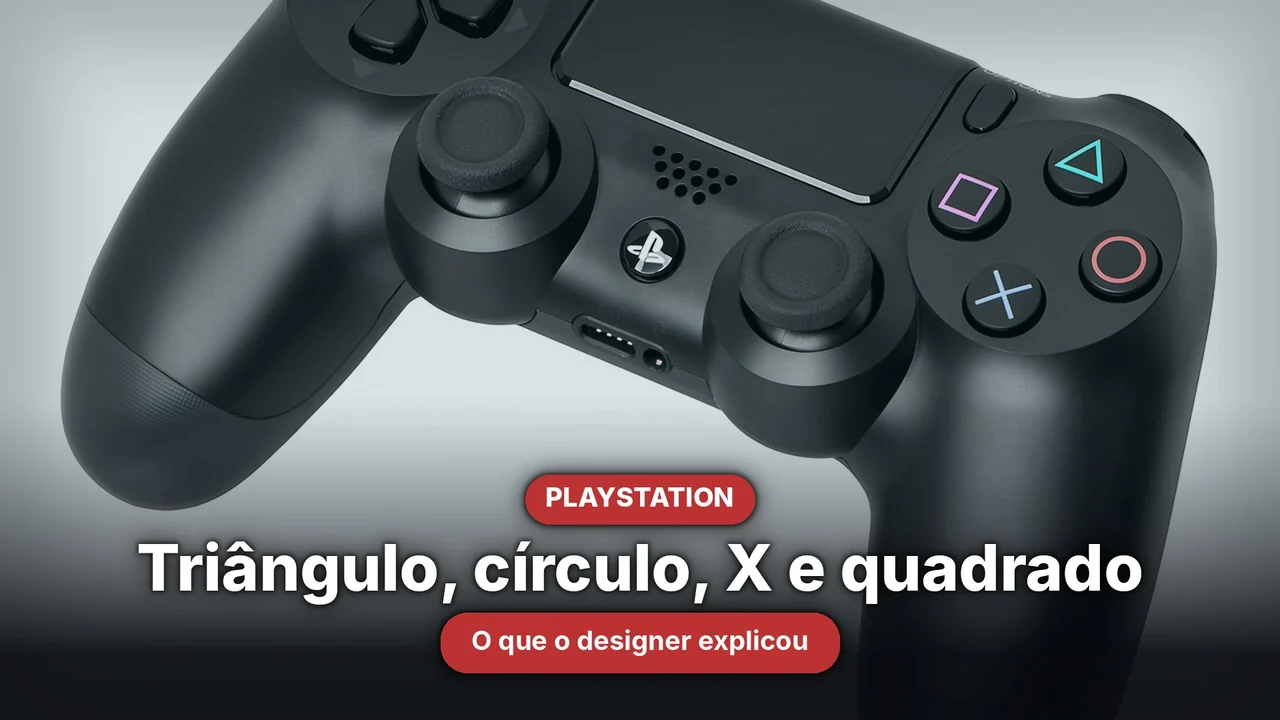 PLAYSTATION
Triângulo, círculo, X e quadrado
O que o designer explicou